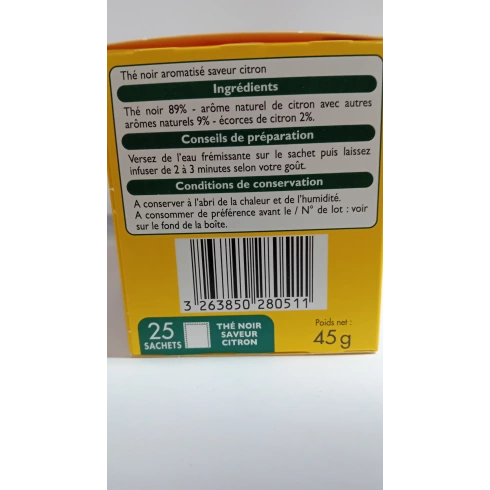 Thé noir aromatisé saveur citron
Ingrédients
Thé noir 89% - arôme naturel de citron avec autres
arômes naturels 9% - écorces de citron 2%.
Conseils de préparation
Versez de l'eau frémissante sur le sachet puis laissez
infuser de 2 à 3 minutes selon votre goût.
Conditions de conservation
A conserver à l'abri de la chaleur et de l'humidité.
A consommer de préférence avant le / N° de lot : voir
sur le fond de la boîte.
3 263850 280511
25
SACHETS
THÉ NOIR
SAVEUR
CITRON
Poids net :
45 g